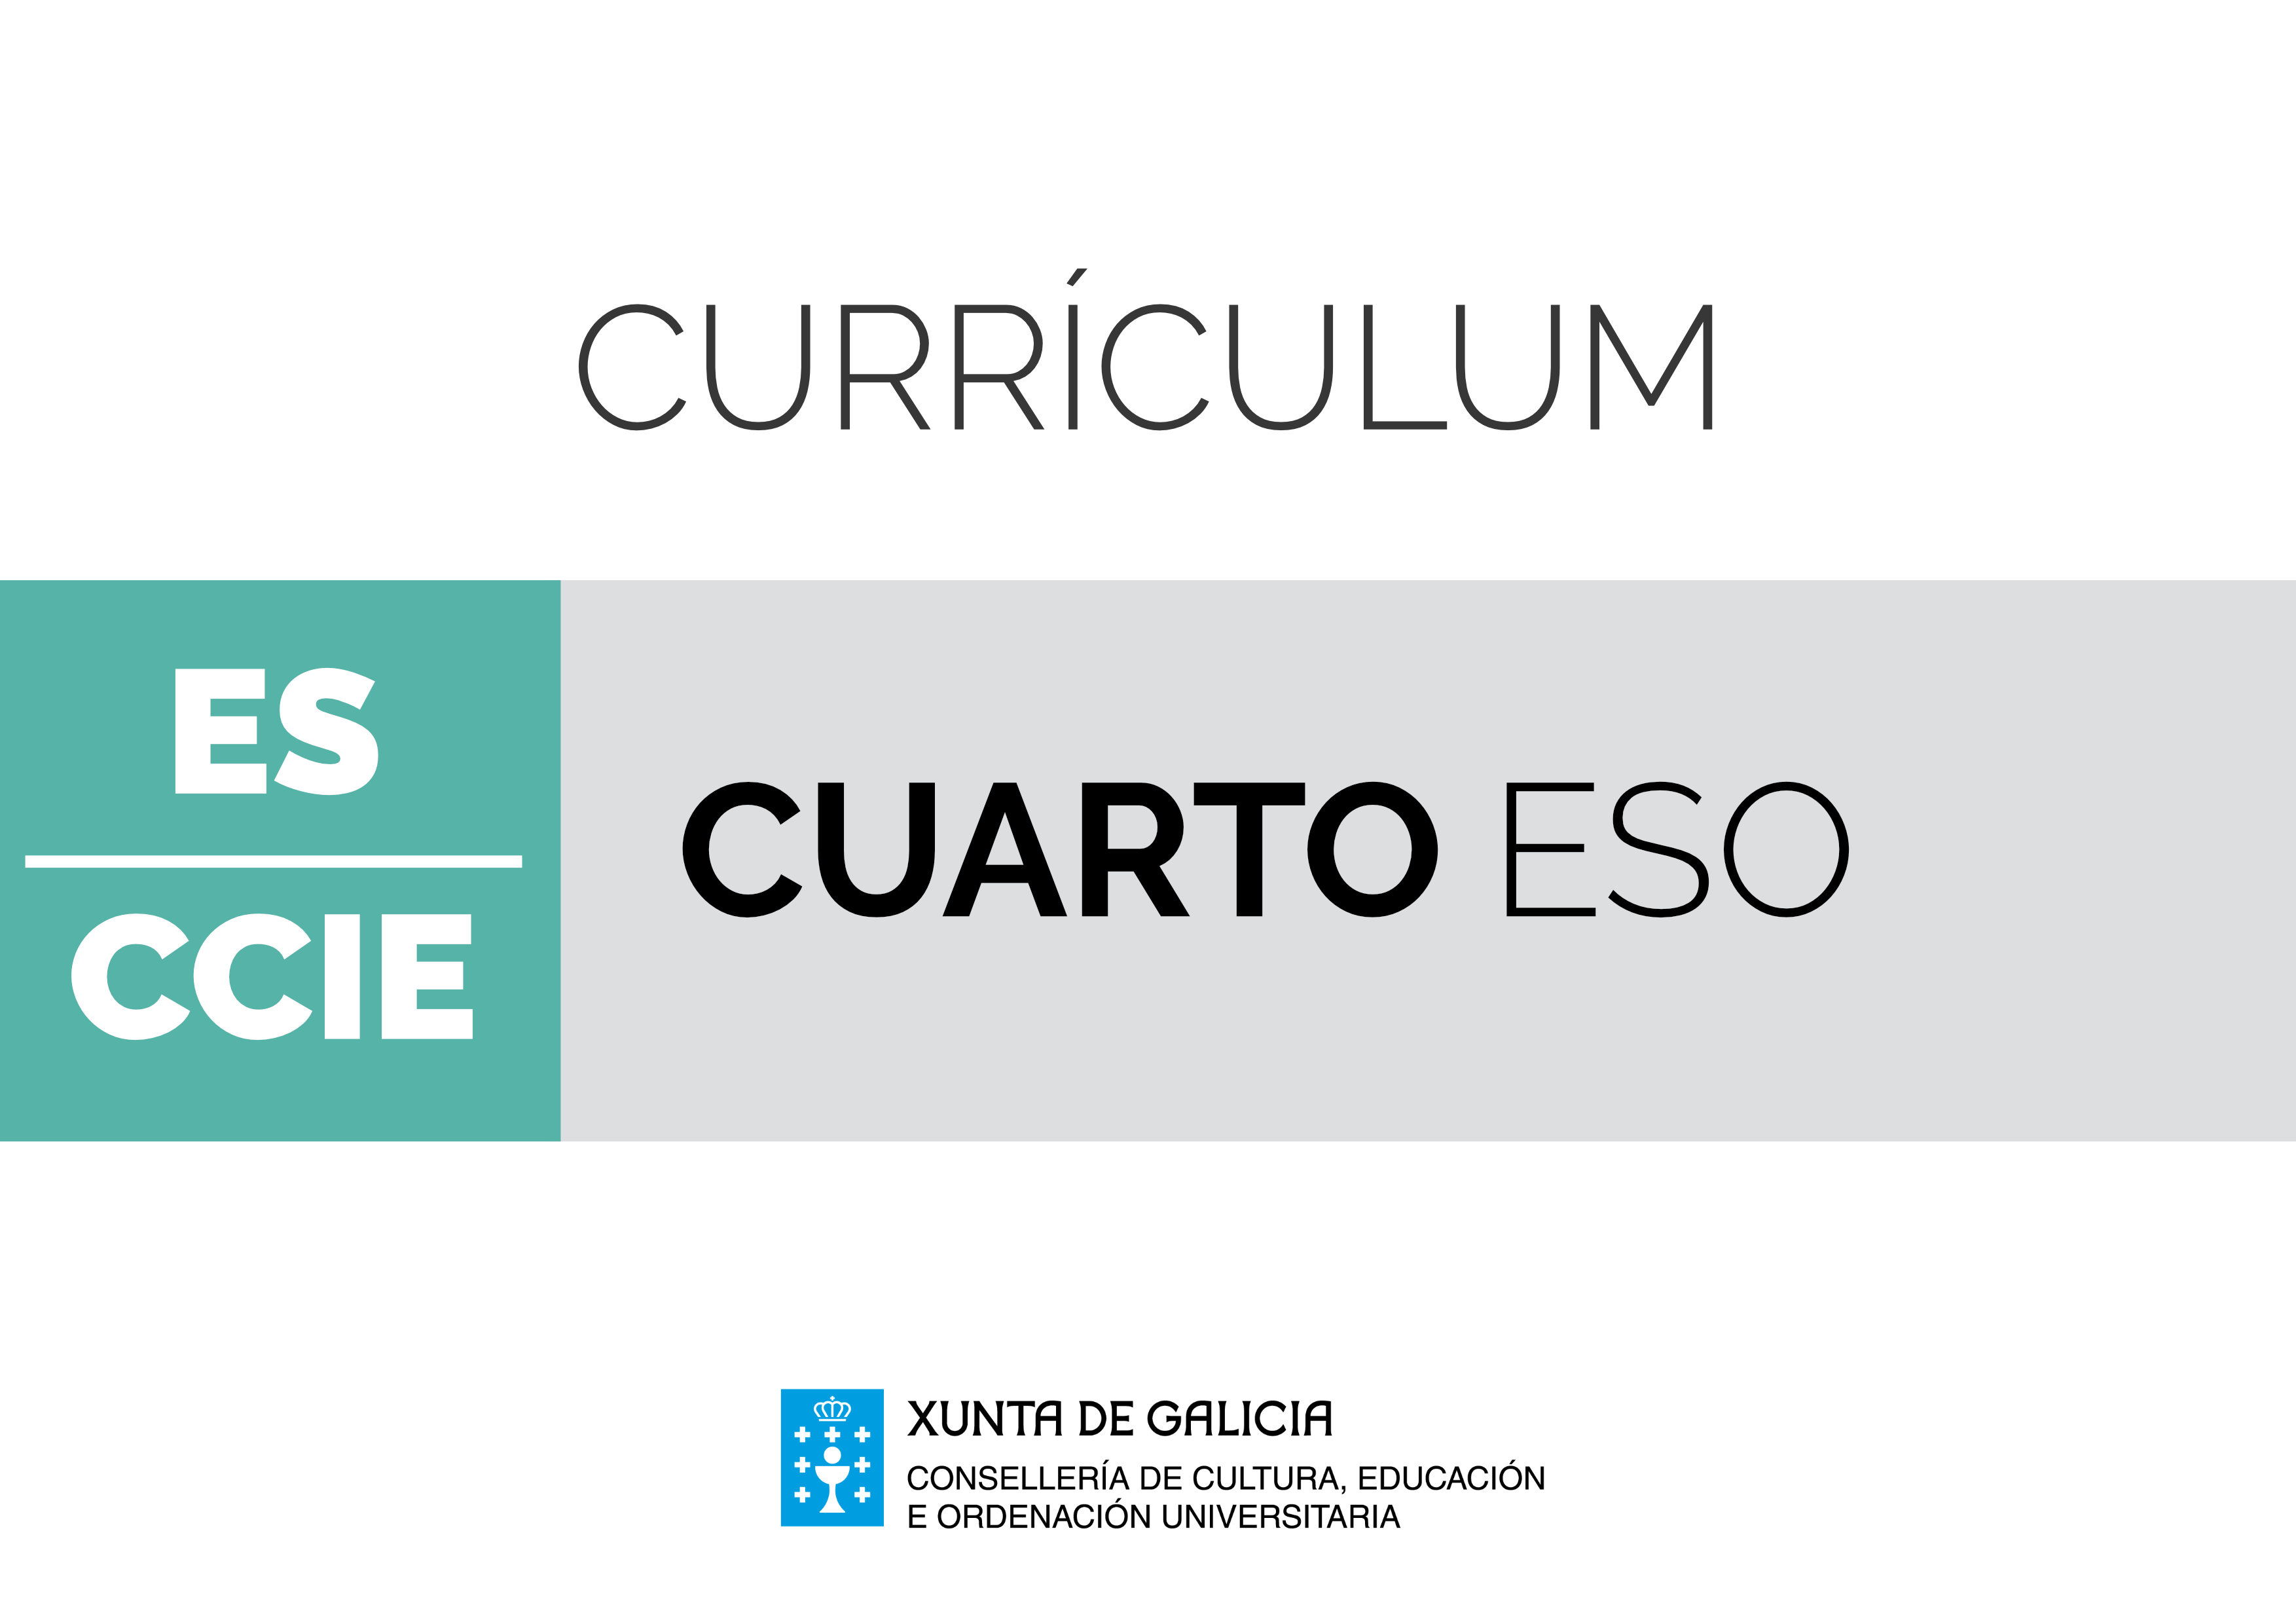 CURRÍCULUM
ES
CCIE
CUARTO ESO
XUNTA DE GALICIA
CONSELLERÍA DE CULTURA, EDUCACIÓN
E ORDENACIÓN UNIVERSITARIA